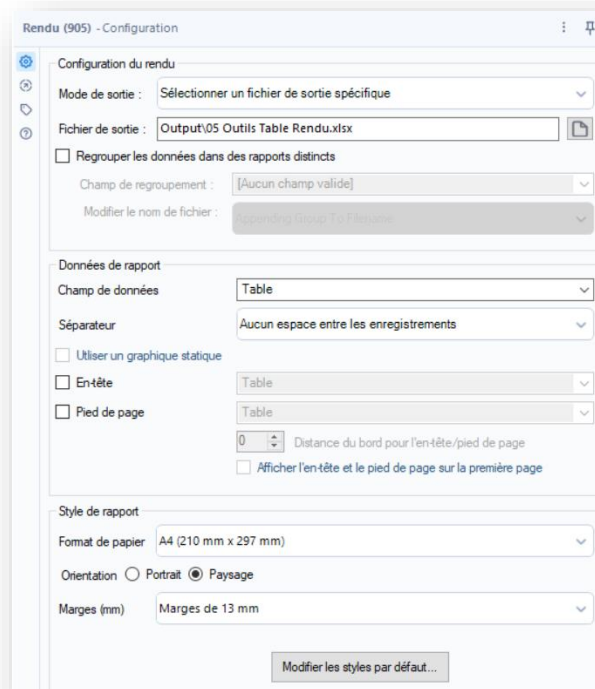 Rendu (905) - Configuration
Configuration du rendu
Mode de sortie : Sélectionner un fichier de sortie spécifique
Fichier de sortie : Output\05 Outils Table Rendu.xlsx
Regrouper les données dans des rapports distincts
Champ de regroupement : [Aucun champ valide]
Modifier le nom de fichier : Appending Group To Filename
Données de rapport
Champ de données Table
Séparateur Aucun espace entre les enregistrements
Utliser un graphique statique
En-tête Table
Pied de page Table
0 Distance du bord pour l'en-tête/pied de page
Afficher l'en-tête et le pied de page sur la première page
Style de rapport
Format de papier A4 (210 mm x 297 mm)
Orientation Portrait Paysage
Marges (mm) Marges de 13 mm
Modifier les styles par défaut...